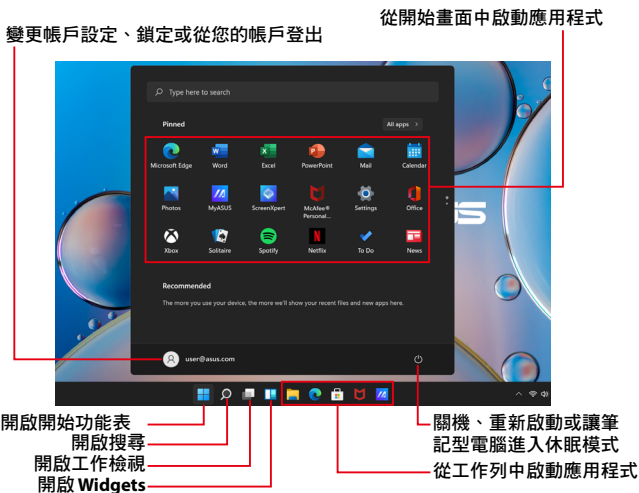 變更帳戶設定、鎖定或從您的帳戶登出
從開始畫面中啟動應用程式
Type here to search
Pinned
All apps >
Microsoft Edge Word Excel PowerPoint Mail Calendar
Photos MyASUS ScreenXpert McAfee® Personal... Settings Office
Xbox Solitaire Spotify Netflix To Do News
Recommended
The more you use your device, the more we'll show your recent files and new apps here.
user@asus.com
開啟開始功能表
開啟搜尋
開啟工作檢視
開啟 Widgets
關機、重新啟動或讓筆
記型電腦進入休眠模式
從工作列中啟動應用程式